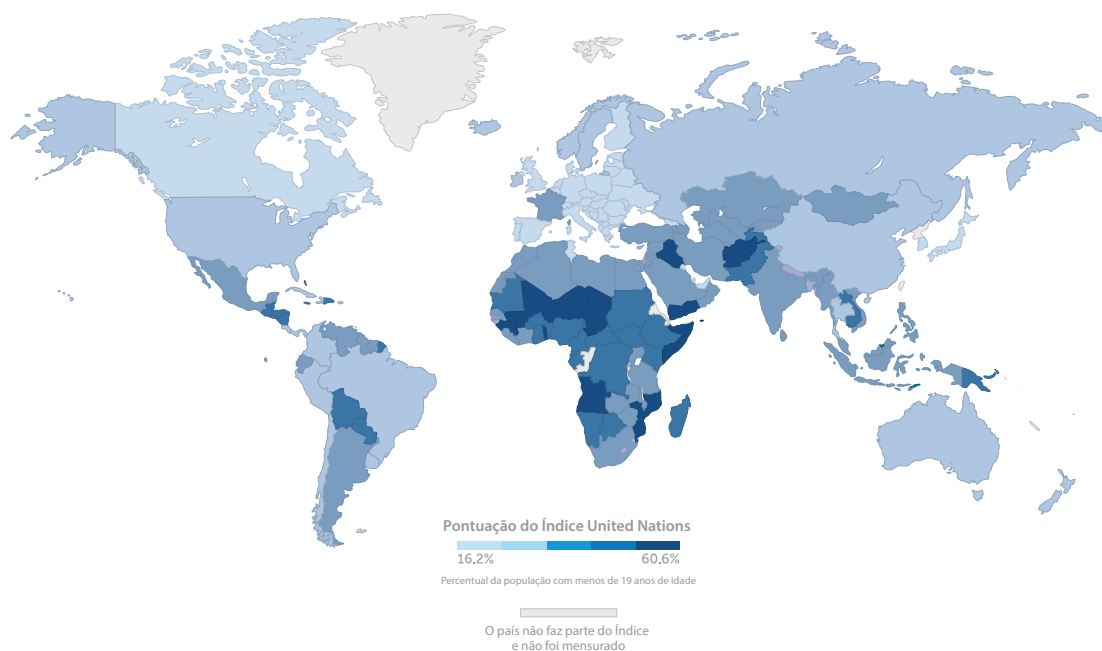 Pontuação do Índice United Nations
16.2% 60.6%
Percentual da população com menos de 19 anos de idade
O país não faz parte do Índice
e não foi mensurado